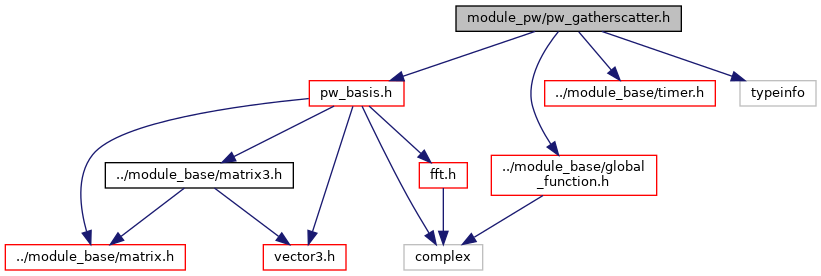 module_pw/pw_gatherscatter.h
pw_basis.h
../module_base/timer.h
typeinfo
../module_base/matrix3.h
fft.h
../module_base/global
_function.h
../module_base/matrix.h
vector3.h
complex